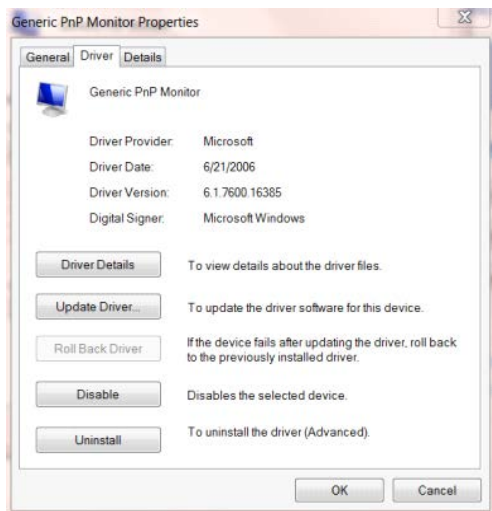 Generic PnP Monitor Properties
General Driver Details
Generic PnP Monitor
Driver Provider: Microsoft
Driver Date: 6/21/2006
Driver Version: 6.1.7600.16385
Digital Signer: Microsoft Windows
Driver Details To view details about the driver files.
Update Driver... To update the driver software for this device.
Roll Back Driver If the device fails after updating the driver, roll back
to the previously installed driver.
Disable Disables the selected device.
Uninstall To uninstall the driver (Advanced).
OK Cancel